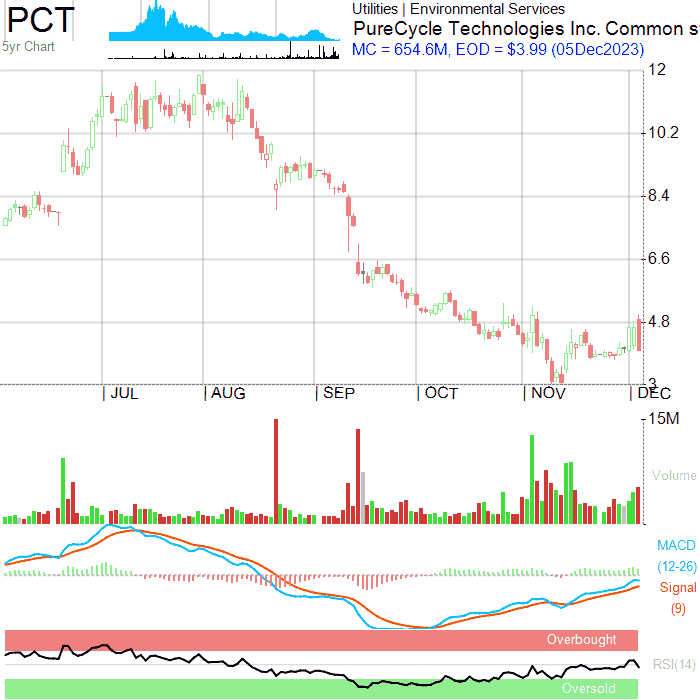 PCT
5yr Chart
Utilities | Environmental Services
PureCycle Technologies Inc. Common s
MC = 654.6M, EOD = $3.99 (05Dec2023)
12
10.2
8.4
6.6
4.8
3
| JUL | AUG | SEP | OCT | NOV | DEC
15M
Volume
MACD
(12-26)
Signal
(9)
Overbought
RSI(14)
Oversold